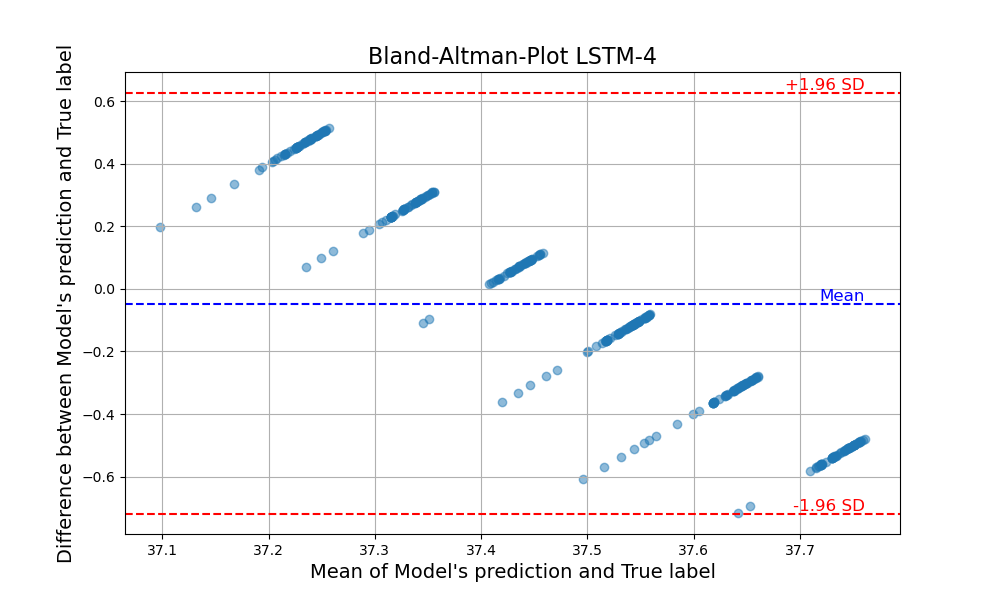 Bland-Altman-Plot LSTM-4
Difference between Model's prediction and True label
0.6
0.4
0.2
0.0
−0.2
−0.4
−0.6
+1.96 SD
Mean
-1.96 SD
37.1
37.2
37.3
37.4
37.5
37.6
37.7
Mean of Model's prediction and True label